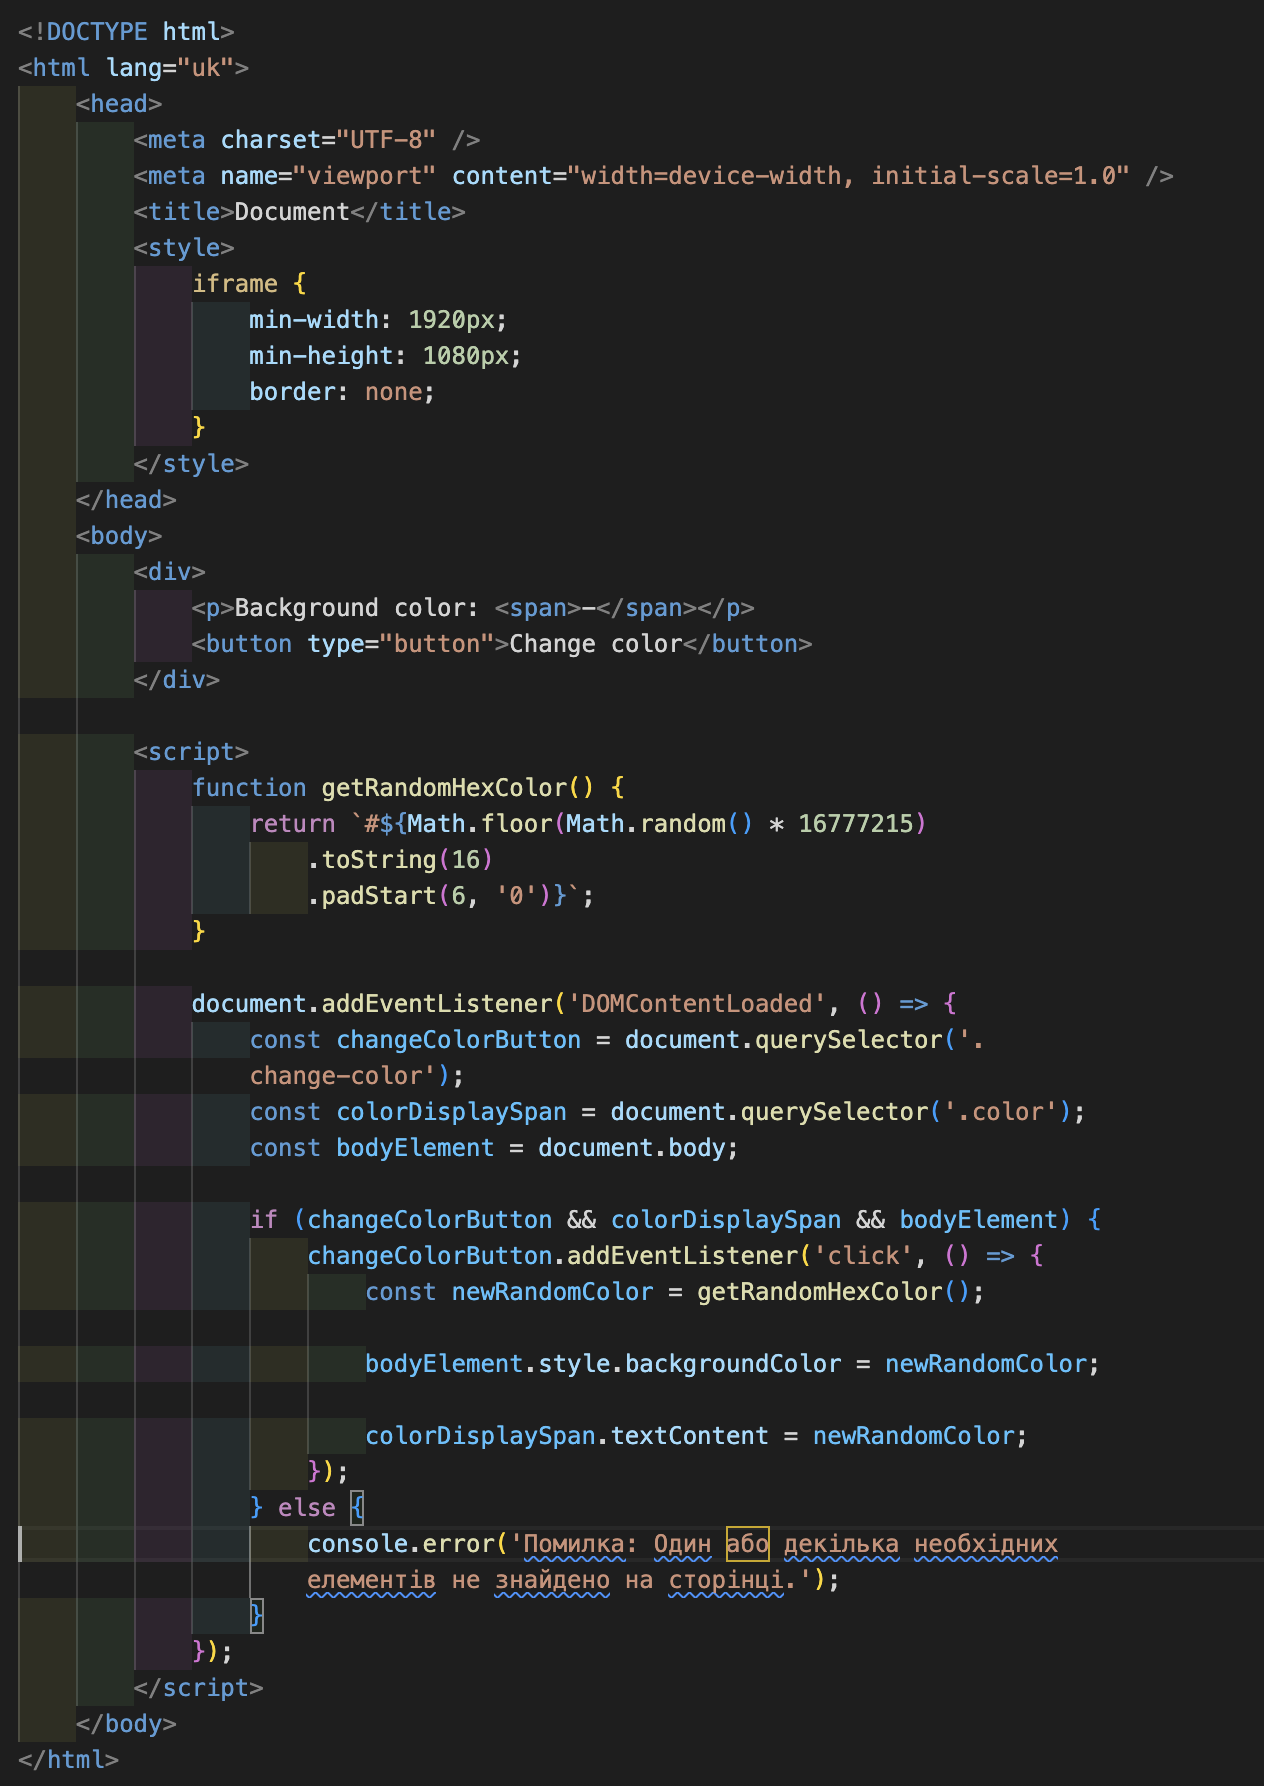 <!DOCTYPE html>
<html lang="uk">
<head>
<meta charset="UTF-8" />
<meta name="viewport" content="width=device-width, initial-scale=1.0" />
<title>Document</title>
<style>
iframe {
min-width: 1920px;
min-height: 1080px;
border: none;
}
</style>
</head>
<body>
<div>
<p>Background color: <span>-</span></p>
<button type="button">Change color</button>
</div>
<script>
function getRandomHexColor() {
return `#${Math.floor(Math.random() * 16777215)
.toString(16)
.padStart(6, '0')}`;
}
document.addEventListener('DOMContentLoaded', () => {
const changeColorButton = document.querySelector('.
change-color');
const colorDisplaySpan = document.querySelector('.color');
const bodyElement = document.body;
if (changeColorButton && colorDisplaySpan && bodyElement) {
changeColorButton.addEventListener('click', () => {
const newRandomColor = getRandomHexColor();
bodyElement.style.backgroundColor = newRandomColor;
colorDisplaySpan.textContent = newRandomColor;
});
} else {
console.error('Помилка: Один або декілька необхідних
елементів не знайдено на сторінці.');
}
});
</script>
</body>
</html>